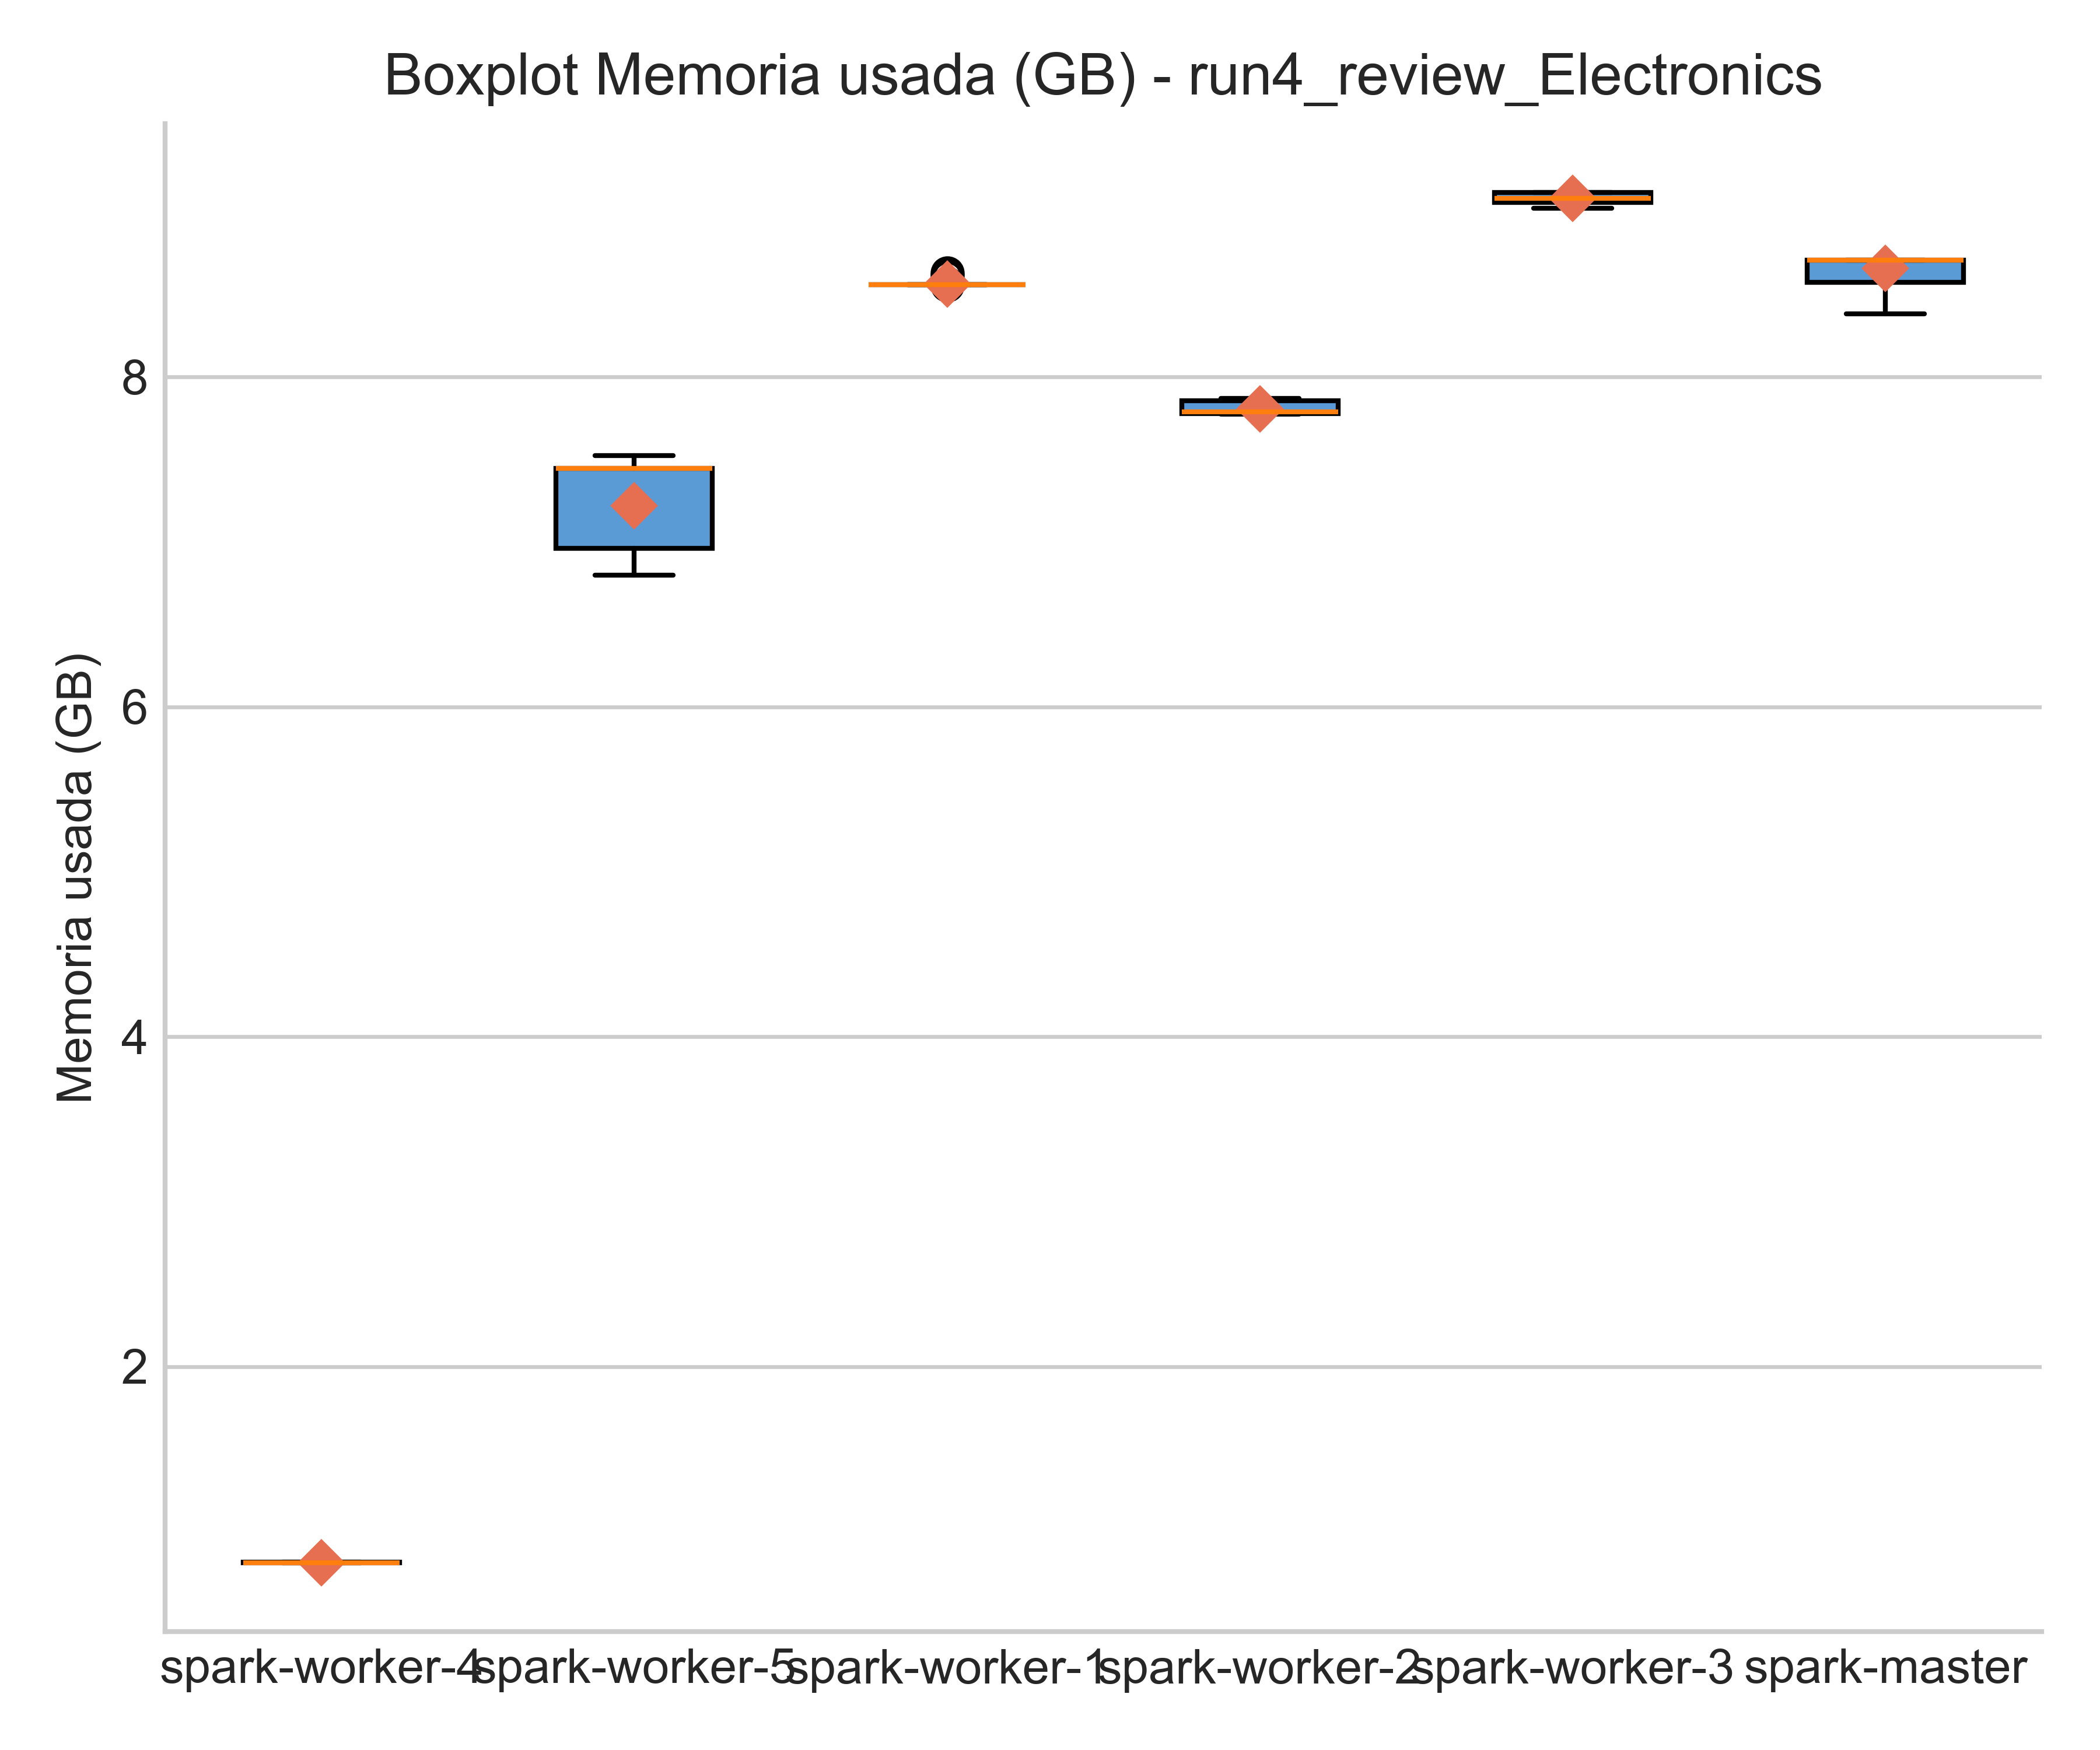 Boxplot Memoria usada (GB) - run4_review_Electronics
Memoria usada (GB)
8
6
4
2
spark-worker-4 spark-worker-5 spark-worker-1 spark-worker-2 spark-worker-3 spark-master